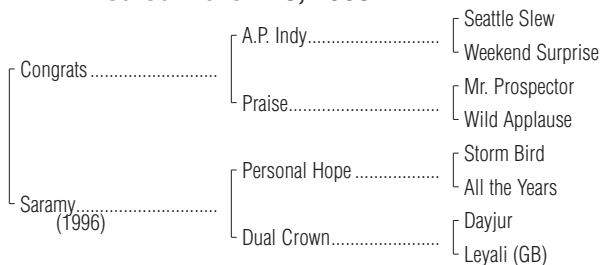 A.P. Indy
Seattle Slew
Weekend Surprise
Congrats
Praise
Mr. Prospector
Wild Applause
Personal Hope
Storm Bird
All the Years
Saramy
(1996)
Dual Crown
Dayjur
Leyali (GB)